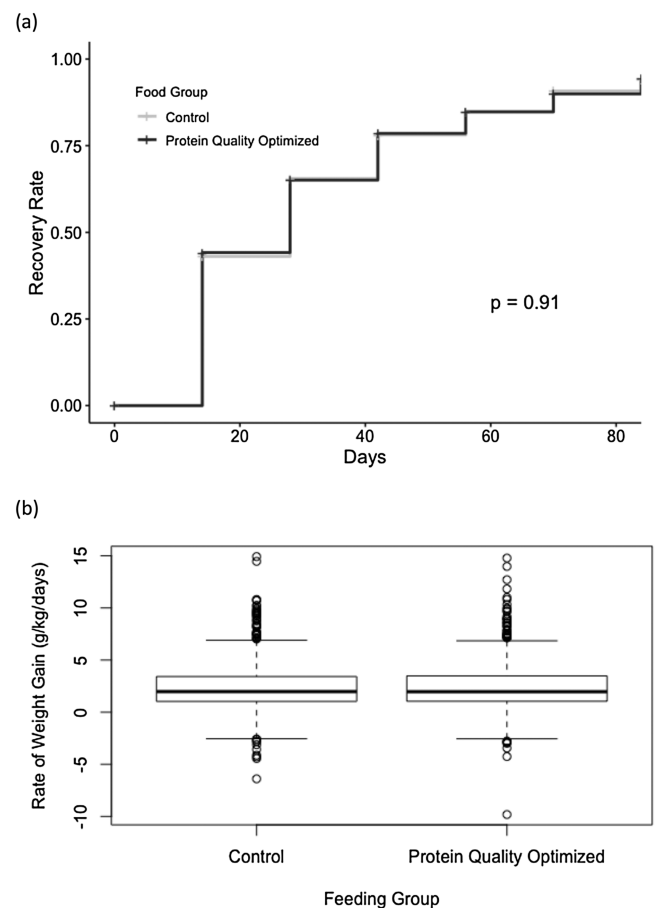 (a)
1.00
0.75
0.50
0.25
0.00
Recovery Rate
Food Group
Control
Protein Quality Optimized
p = 0.91
0 20 40 60 80
Days
(b)
15
10
5
0
-5
-10
Rate of Weight Gain (g/kg/days)
Control Protein Quality Optimized
Feeding Group